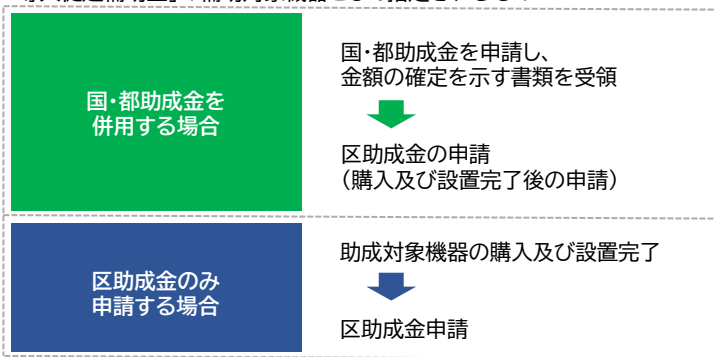 国・都助成金を
併用する場合
国・都助成金を申請し、
金額の確定を示す書類を受領
区助成金の申請
（購入及び設置完了後の申請）
区助成金のみ
申請する場合
助成対象機器の購入及び設置完了
区助成金申請